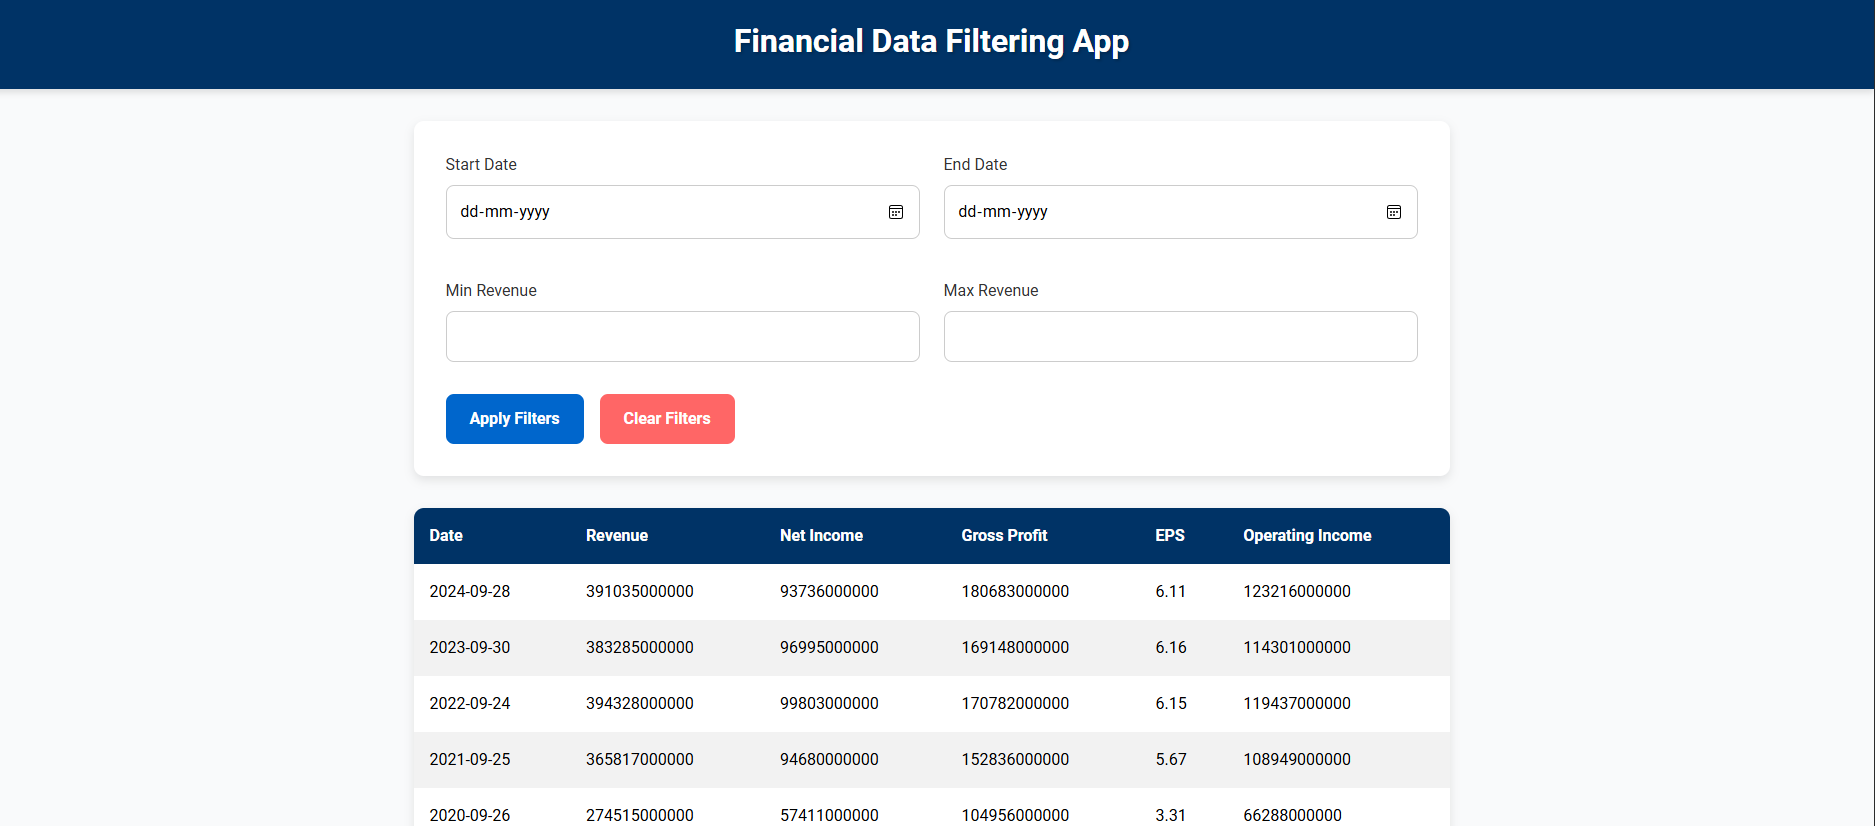 Financial Data Filtering App
Start Date End Date
dd-mm-yyyy dd-mm-yyyy
Min Revenue Max Revenue
Apply Filters Clear Filters
Date Revenue Net Income Gross Profit EPS Operating Income
2024-09-28 391035000000 93736000000 180683000000 6.11 123216000000
2023-09-30 383285000000 96995000000 169148000000 6.16 114301000000
2022-09-24 394328000000 99803000000 170782000000 6.15 119437000000
2021-09-25 365817000000 94680000000 152836000000 5.67 108949000000
2020-09-26 274515000000 57411000000 104956000000 3.31 66288000000